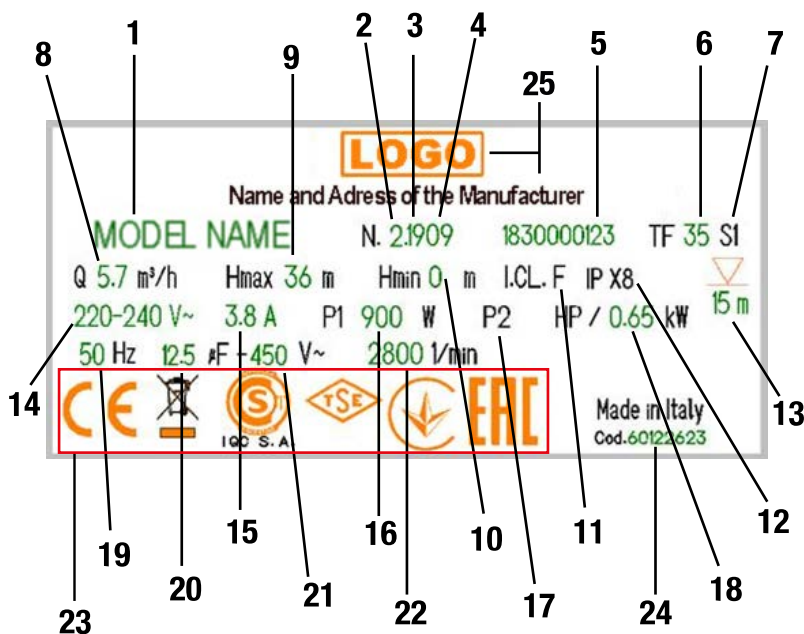 1 2 3 4 5 6 7
8 9 25
LOGO
Name and Adress of the Manufacturer
MODEL NAME N. 2.1909 1830000123 TF 35 S1
Q 5.7 m³/h Hmax 36 m Hmin 0 m I.CL. F IP X8
15 m
220-240 V~ 3.8 A P1 900 W P2 HP / 0.65 kW
50 Hz 12.5 µF - 450 V~ 2800 1/min
CE S TSE EAC
IQC S.A.
Made in Italy
Cod.60122623
14 13
19 20 15 21 16 22 10 17 11 18 12
23 24